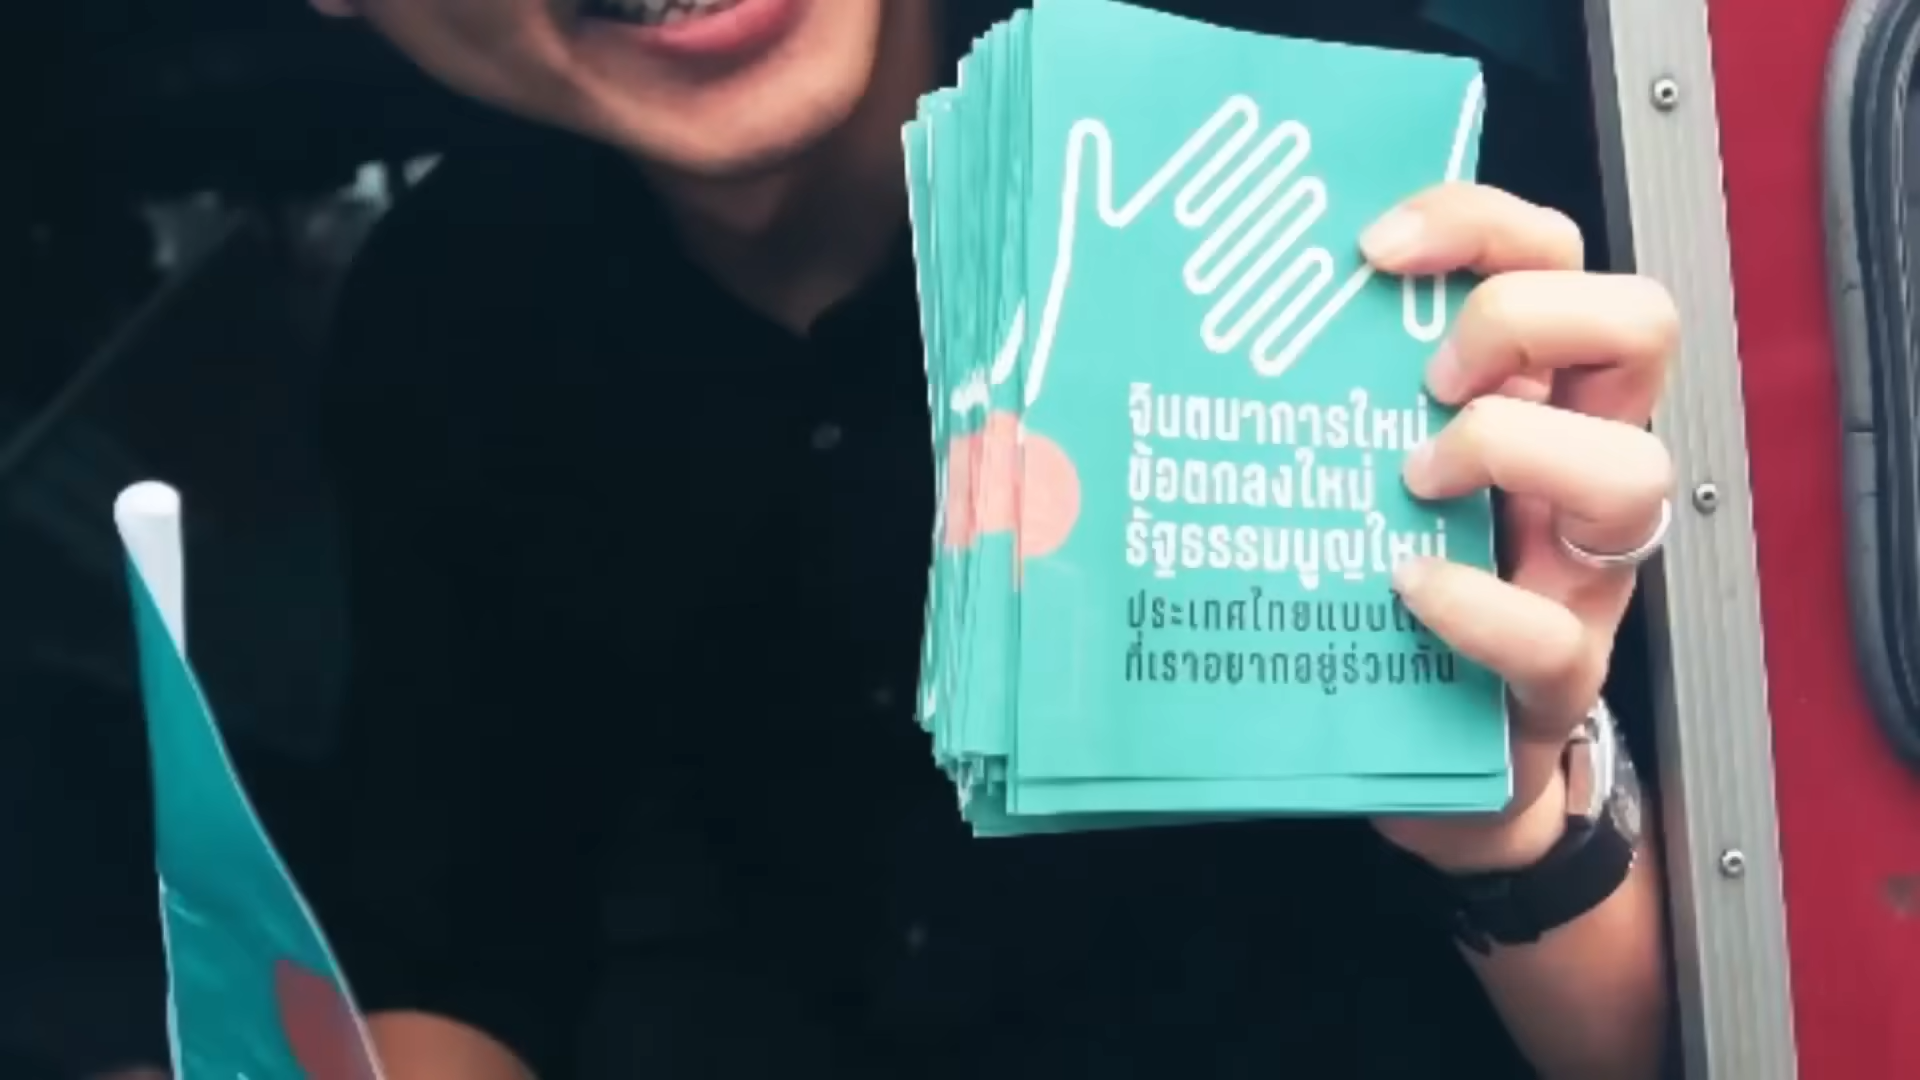 จินตนาการใหม่
ข้อตกลงใหม่
รัฐธรรมนูญใหม่
ประเทศไทยแบบ
ที่เราอยากอยู่ร่วมกัน